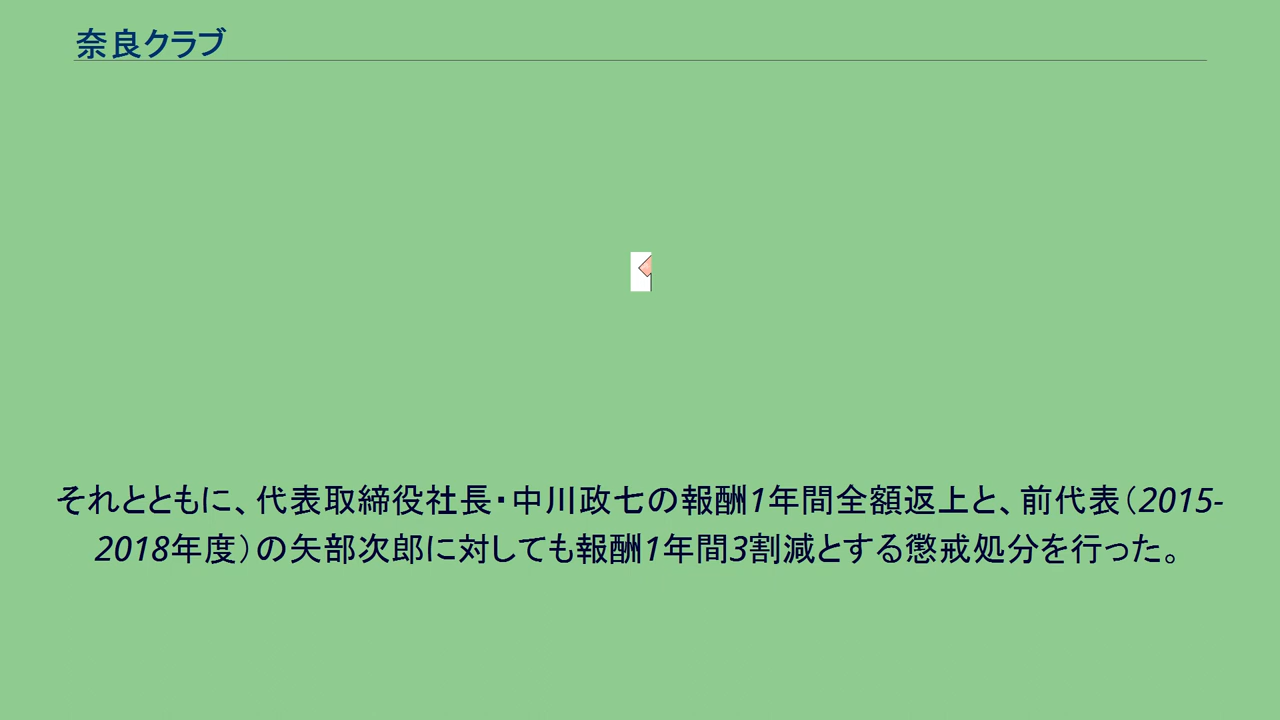 奈良クラブ
それとともに、代表取締役社長・中川政七の報酬1年間全額返上と、前代表（2015-
2018年度）の矢部次郎に対しても報酬1年間3割減とする懲戒処分を行った。